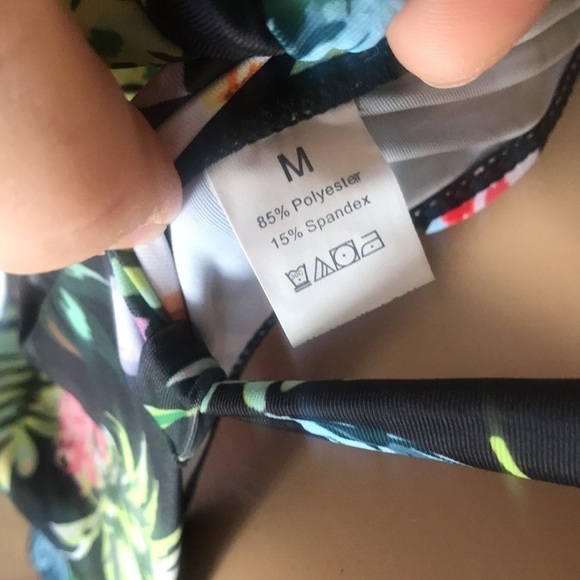 M
85% Polyester
15% Spandex